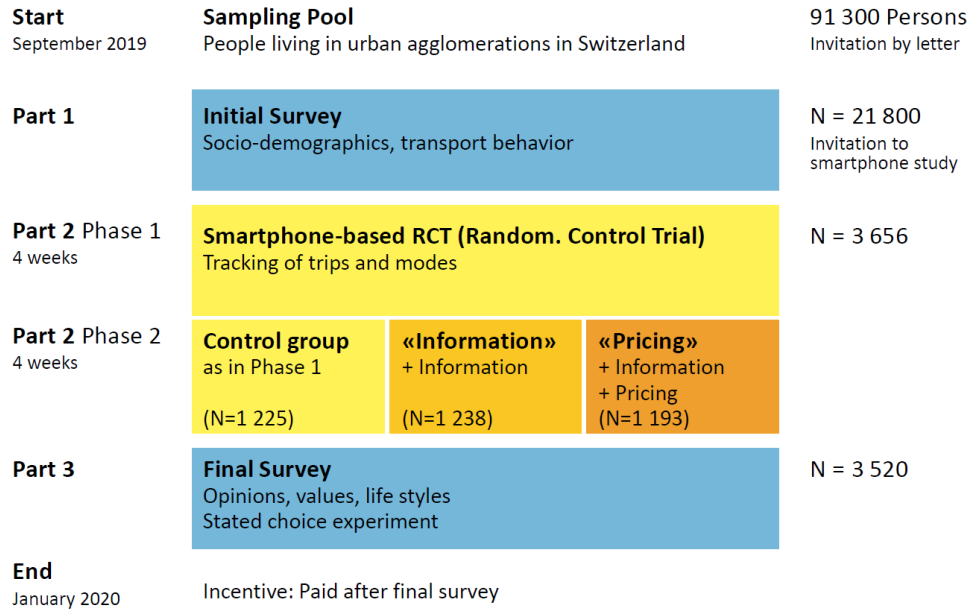 Start
September 2019
Sampling Pool
People living in urban agglomerations in Switzerland
91 300 Persons
Invitation by letter
Part 1
Initial Survey
Socio-demographics, transport behavior
N = 21 800
Invitation to
smartphone study
Part 2 Phase 1
4 weeks
Smartphone-based RCT (Random. Control Trial)
Tracking of trips and modes
N = 3 656
Part 2 Phase 2
4 weeks
Control group
as in Phase 1
(N=1 225)
«Information»
+ Information
(N=1 238)
«Pricing»
+ Information
+ Pricing
(N=1 193)
Part 3
Final Survey
Opinions, values, life styles
Stated choice experiment
N = 3 520
End
January 2020
Incentive: Paid after final survey